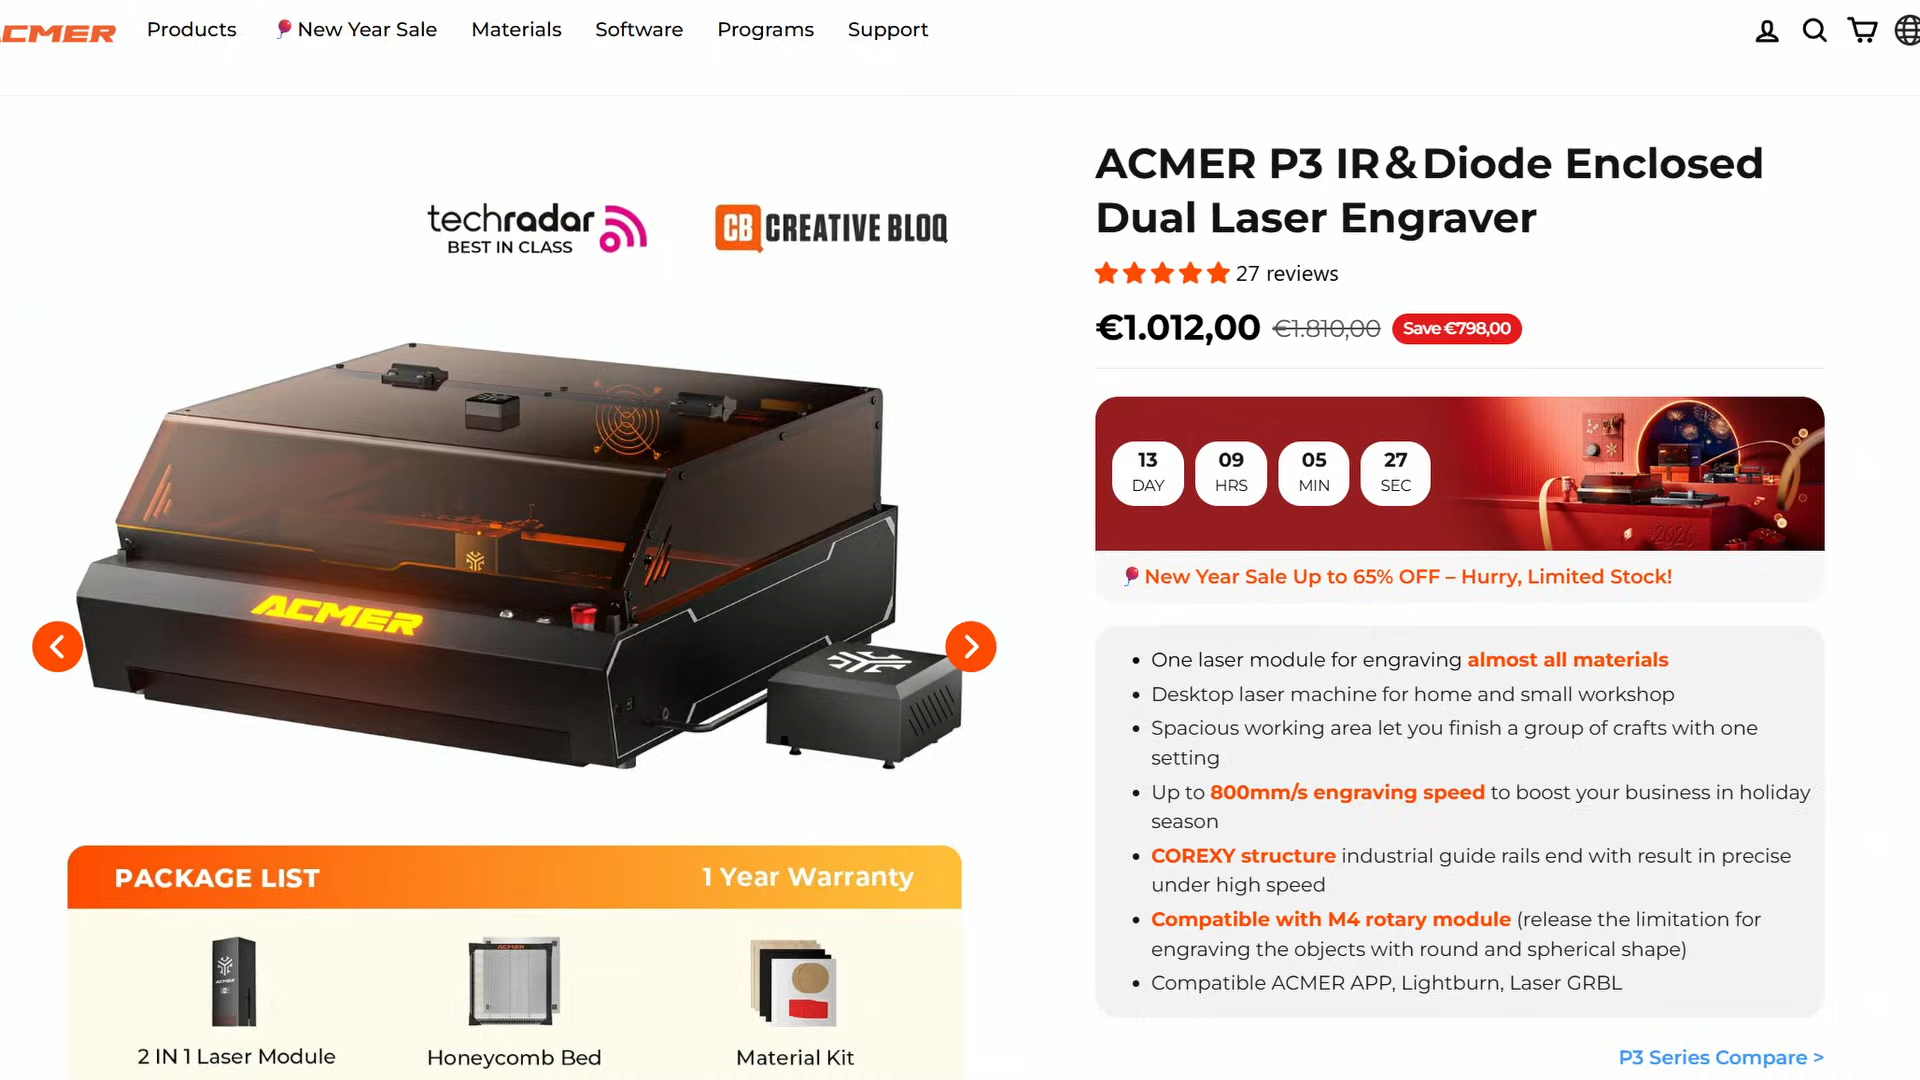 ACMER
Products
New Year Sale
Materials
Software
Programs
Support
techradar
BEST IN CLASS
CB CREATIVE BLOQ
ACMER
PACKAGE LIST
1 Year Warranty
ACMER
ACMER
2 IN 1 Laser Module
Honeycomb Bed
Material Kit
ACMER P3 IR&Diode Enclosed
Dual Laser Engraver
27 reviews
€1.012,00 €1.810,00 Save €798,00
13 09 05 27
DAY HRS MIN SEC
2026
New Year Sale Up to 65% OFF – Hurry, Limited Stock!
• One laser module for engraving almost all materials
• Desktop laser machine for home and small workshop
• Spacious working area let you finish a group of crafts with one
setting
• Up to 800mm/s engraving speed to boost your business in holiday
season
• COREXY structure industrial guide rails end with result in precise
under high speed
• Compatible with M4 rotary module (release the limitation for
engraving the objects with round and spherical shape)
• Compatible ACMER APP, Lightburn, Laser GRBL
P3 Series Compare >